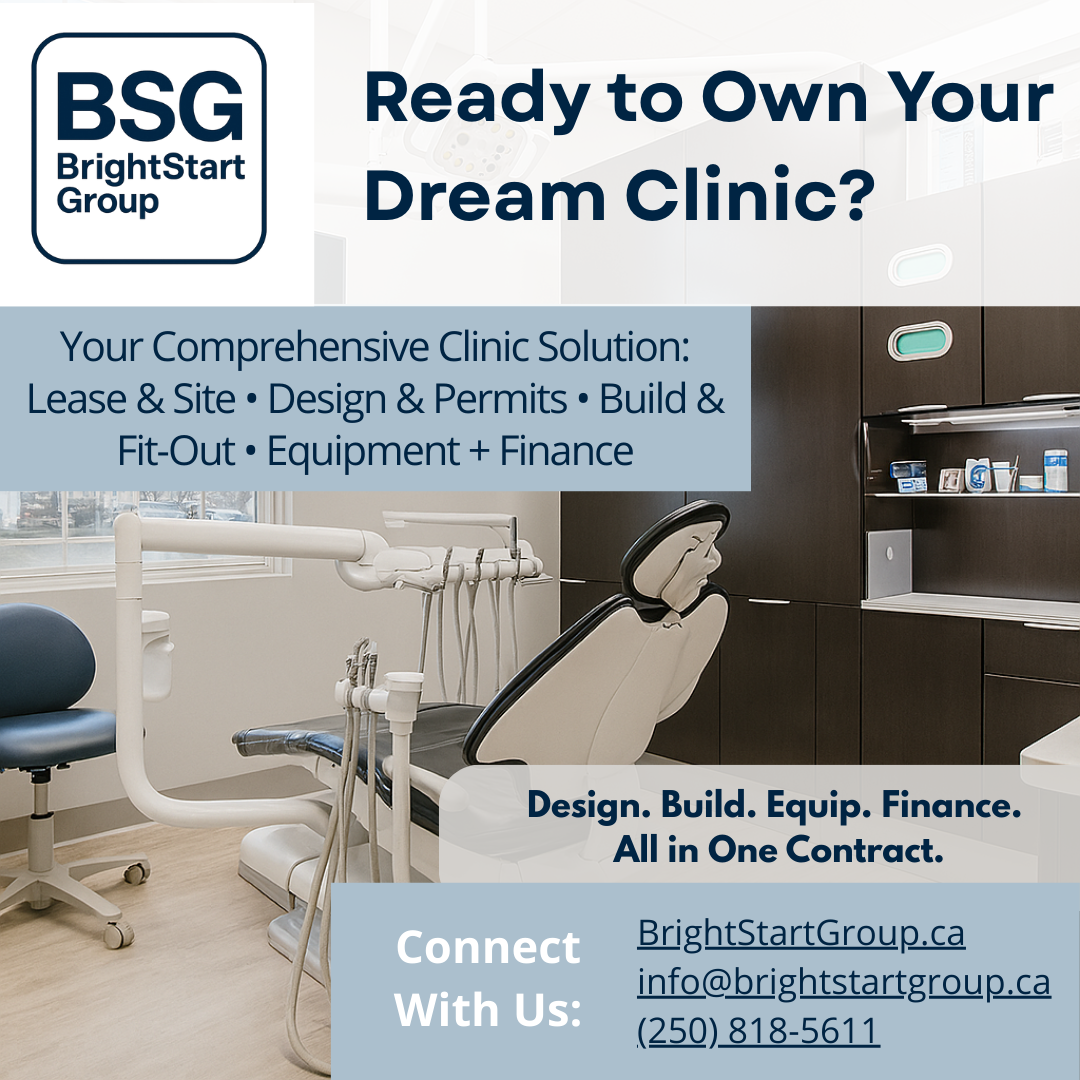 BSG
BrightStart
Group
Ready to Own Your
Dream Clinic?
Your Comprehensive Clinic Solution:
Lease & Site • Design & Permits • Build &
Fit-Out • Equipment + Finance
Design. Build. Equip. Finance.
All in One Contract.
Connect
With Us:
BrightStartGroup.ca
info@brightstartgroup.ca
(250) 818-5611